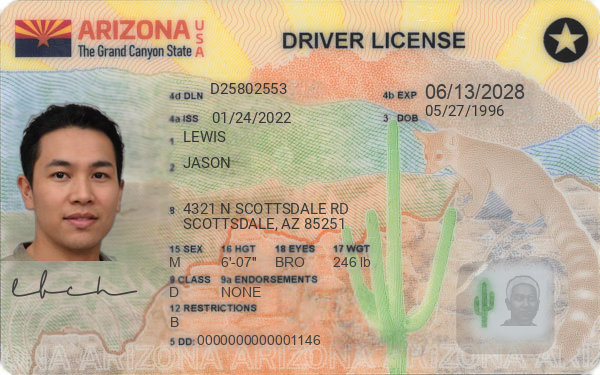 ARIZONA USA
The Grand Canyon State
DRIVER LICENSE
4d DLN D25802553
4b EXP 06/13/2028
4a ISS 01/24/2022
3 DOB 05/27/1996
1 LEWIS
2 JASON
8 4321 N SCOTTSDALE RD
SCOTTSDALE, AZ 85251
15 SEX 16 HGT 18 EYES 17 WGT
M 6'-07" BRO 246 lb
9 CLASS 9a ENDORSEMENTS
D NONE
12 RESTRICTIONS
B
5 DD: 0000000000001146
ARIZONA ARIZONA ARIZONA ARIZONA